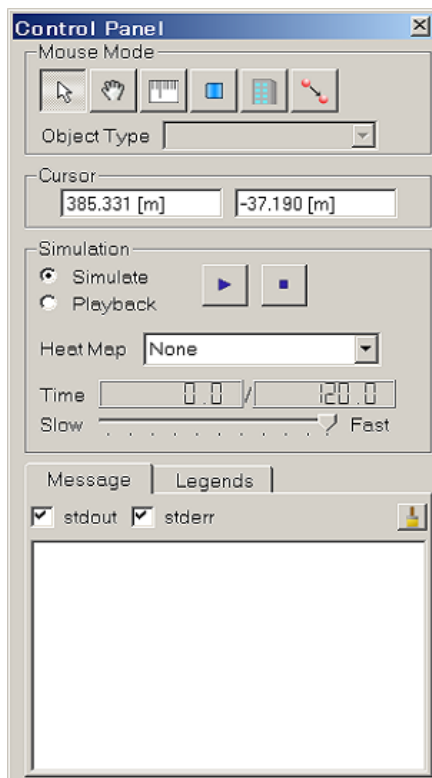 Control Panel
Mouse Mode
Object Type
Cursor
385.331 [m] -37.190 [m]
Simulation
Simulate
Playback
Heat Map None
Time 0.0 / 120.0
Slow Fast
Message Legends
stdout stderr